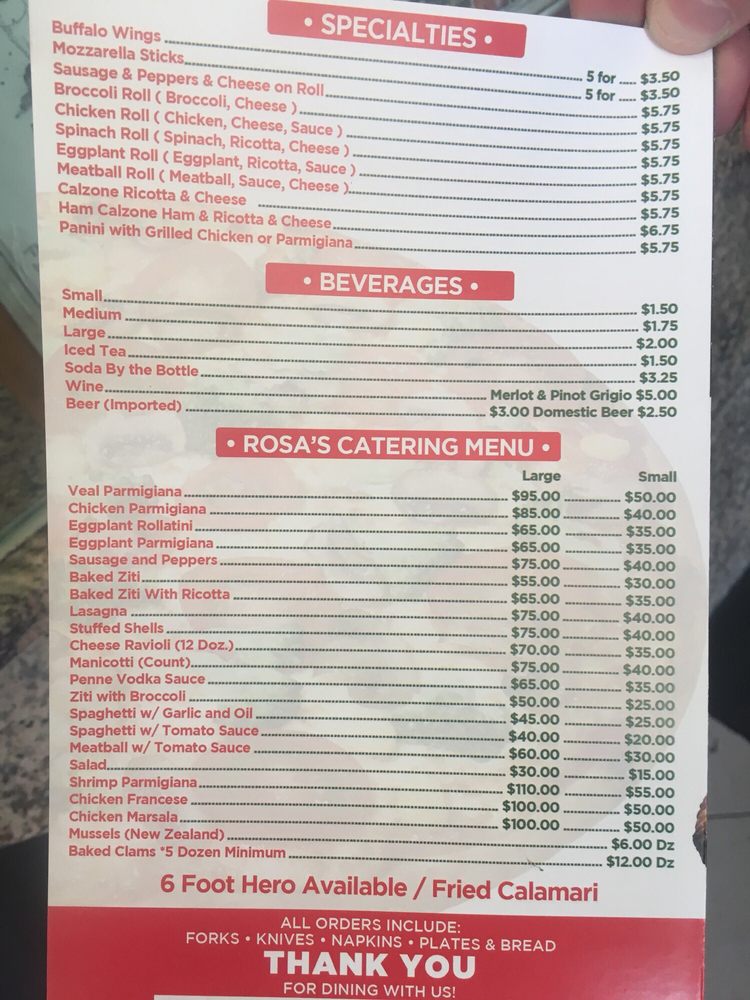 • SPECIALTIES •
Buffalo Wings 5 for ..... $3.50
Mozzarella Sticks 5 for ..... $3.50
Sausage & Peppers & Cheese on Roll $5.75
Broccoli Roll ( Broccoli, Cheese ) $5.75
Chicken Roll ( Chicken, Cheese, Sauce ) $5.75
Spinach Roll ( Spinach, Ricotta, Cheese ) $5.75
Eggplant Roll ( Eggplant, Ricotta, Sauce ) $5.75
Meatball Roll ( Meatball, Sauce, Cheese ) $5.75
Calzone Ricotta & Cheese $5.75
Ham Calzone Ham & Ricotta & Cheese $6.75
Panini with Grilled Chicken or Parmigiana $5.75
• BEVERAGES •
Small $1.50
Medium $1.75
Large $2.00
Iced Tea $1.50
Soda By the Bottle $3.25
Wine Merlot & Pinot Grigio $5.00
Beer (Imported) $3.00 Domestic Beer $2.50
• ROSA'S CATERING MENU •
Large Small
Veal Parmigiana $95.00 $50.00
Chicken Parmigiana $85.00 $40.00
Eggplant Rollatini $65.00 $35.00
Eggplant Parmigiana $65.00 $35.00
Sausage and Peppers $75.00 $40.00
Baked Ziti $55.00 $30.00
Baked Ziti With Ricotta $65.00 $35.00
Lasagna $75.00 $40.00
Stuffed Shells $75.00 $40.00
Cheese Ravioli (12 Doz.) $70.00 $35.00
Manicotti (Count) $75.00 $40.00
Penne Vodka Sauce $65.00 $35.00
Ziti with Broccoli $50.00 $25.00
Spaghetti w/ Garlic and Oil $45.00 $25.00
Spaghetti w/ Tomato Sauce $40.00 $20.00
Meatball w/ Tomato Sauce $60.00 $30.00
Salad $30.00 $15.00
Shrimp Parmigiana $110.00 $55.00
Chicken Francese $100.00 $50.00
Chicken Marsala $100.00 $50.00
Mussels (New Zealand) $6.00 Dz
Baked Clams *5 Dozen Minimum $12.00 Dz
6 Foot Hero Available / Fried Calamari
ALL ORDERS INCLUDE:
FORKS • KNIVES • NAPKINS • PLATES & BREAD
THANK YOU
FOR DINING WITH US!